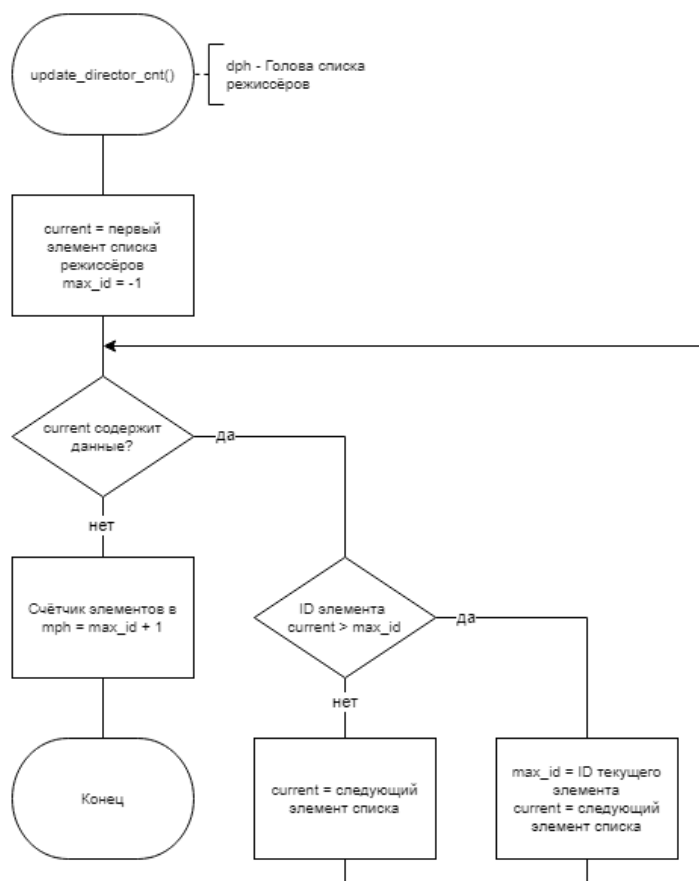 update_director_cnt()
dph - Голова списка
режиссёров
current = первый
элемент списка
режиссёров
max_id = -1
current содержит
данные?
да
нет
Счётчик элементов в
mph = max_id + 1
ID элемента
current > max_id
да
нет
Конец
current = следующий
элемент списка
max_id = ID текущего
элемента
current = следующий
элемент списка